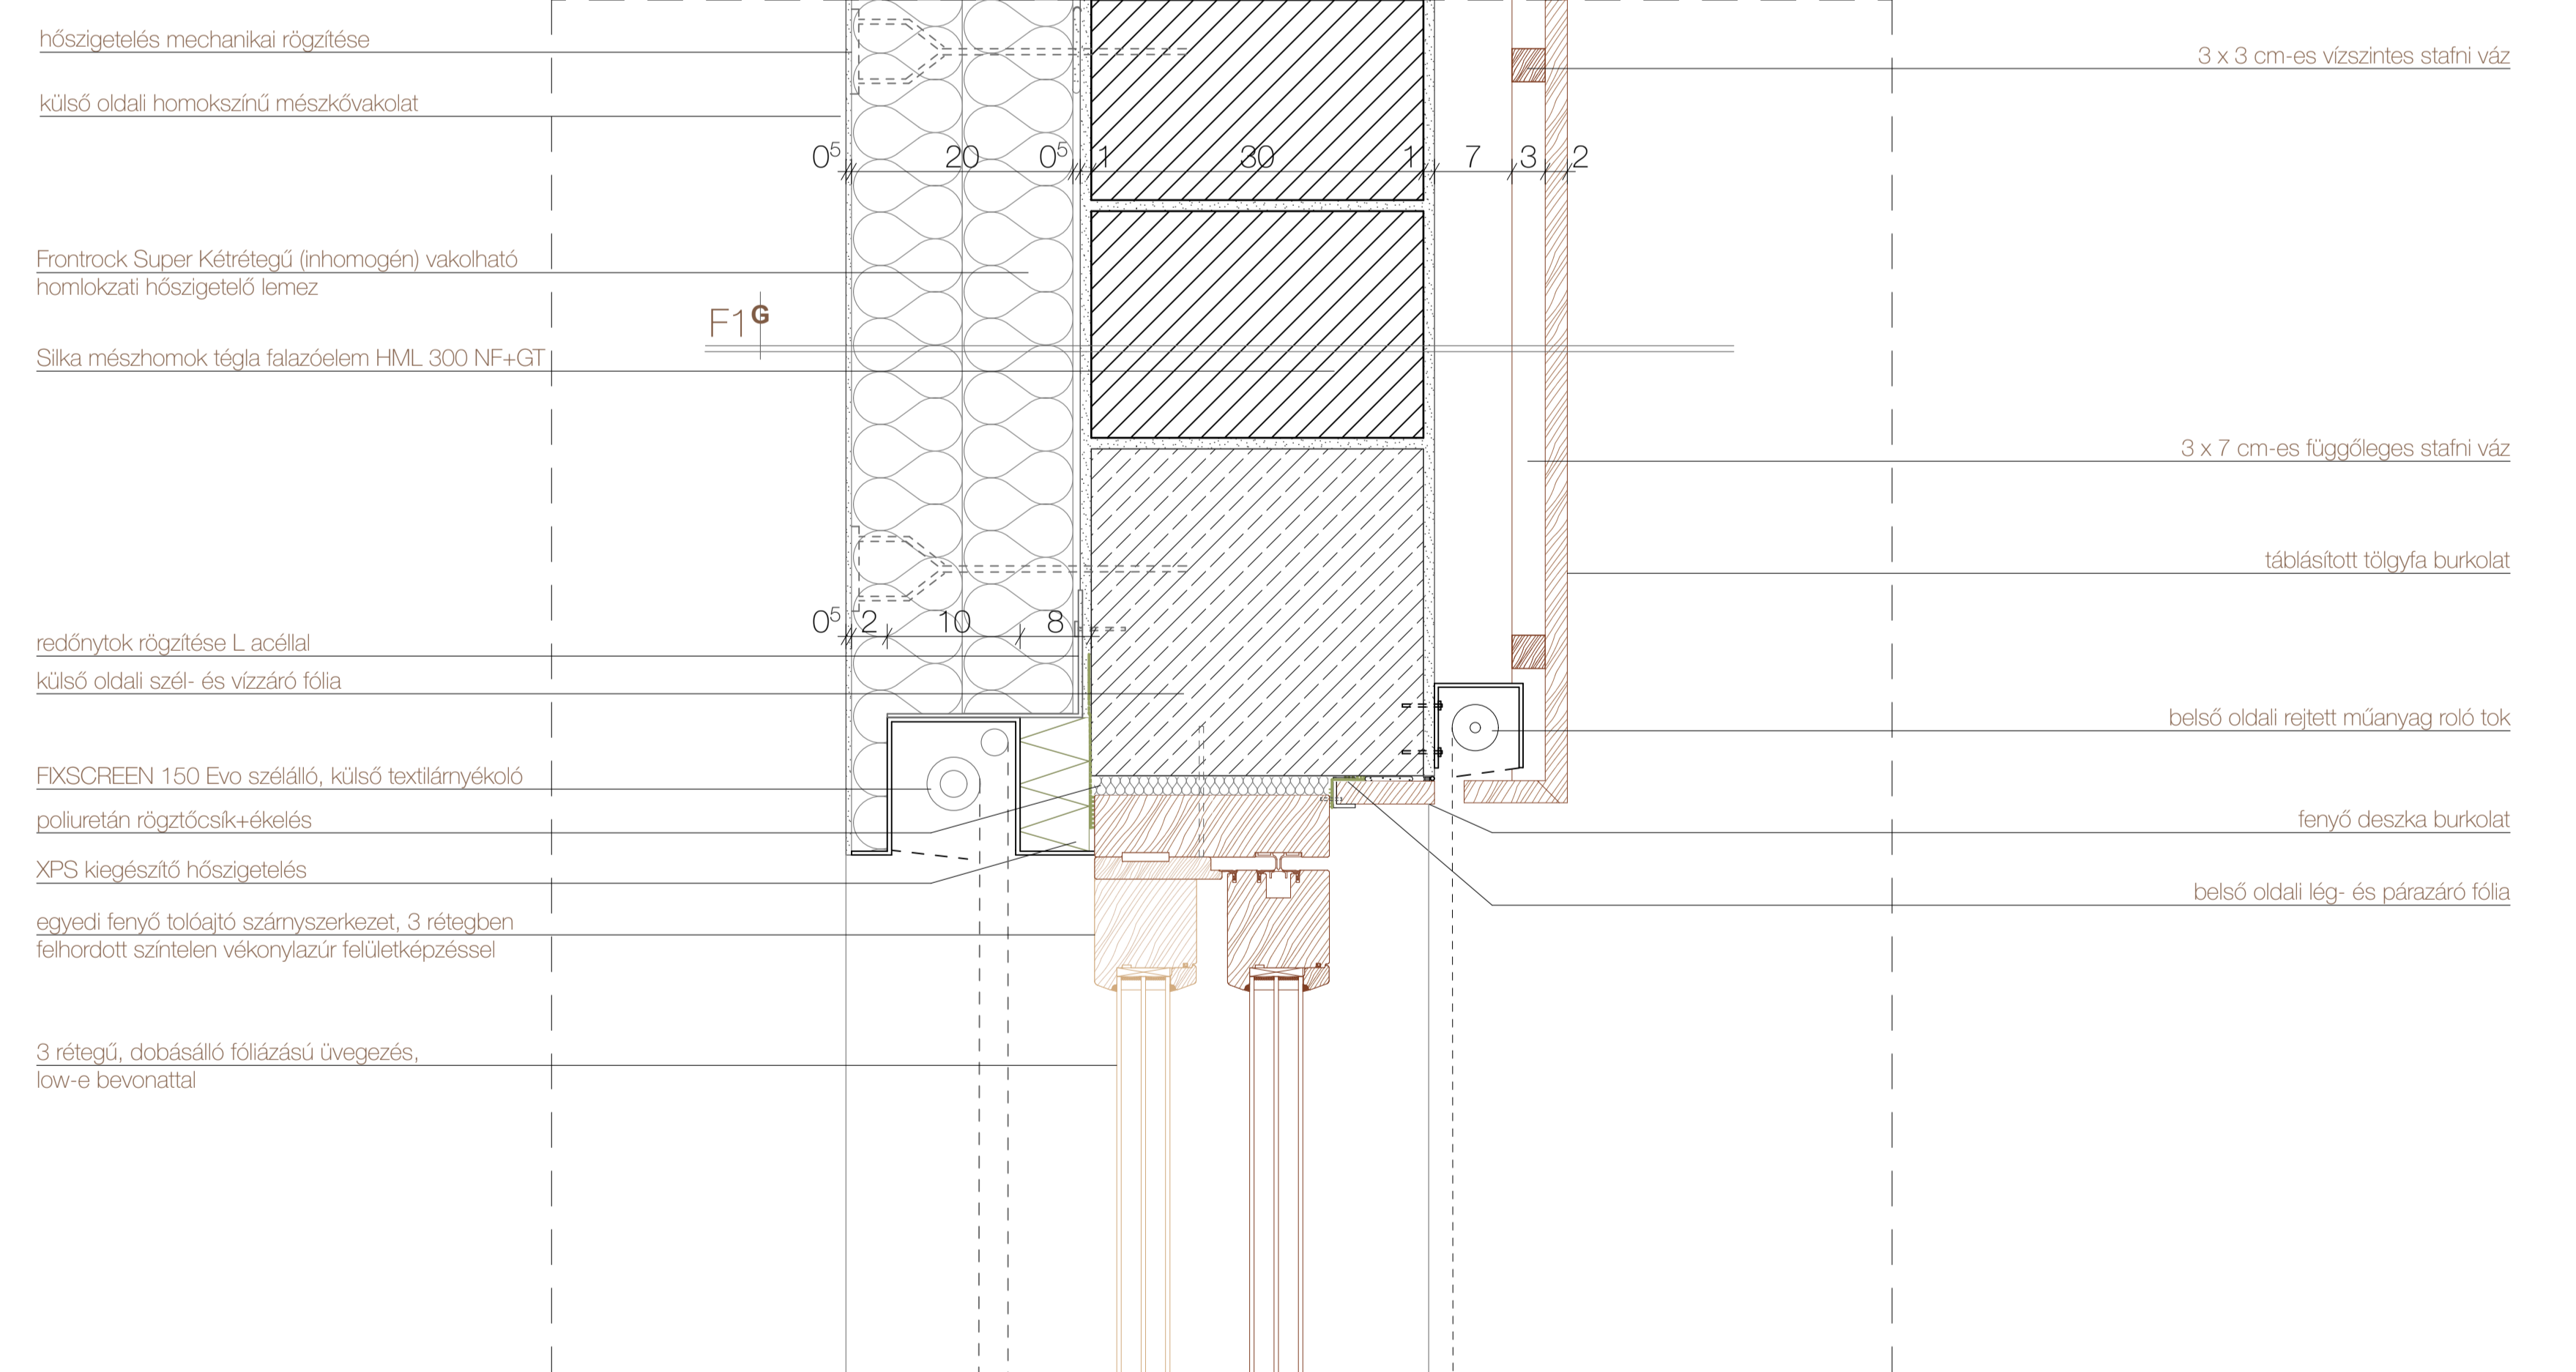 hőszigetelés mechanikai rögzítése
külső oldali homokszínű mészkővakolat
0⁵ 20 0⁵ 1 30 1 7 3 2
Frontrock Super Kétrétegű (inhomogén) vakolható
homlokzati hőszigetelő lemez
F1 G
Silka mészhomok tégla falazóelem HML 300 NF+GT
0⁵ 2 10 8
redőnytok rögzítése L acéllal
külső oldali szél- és vízzáró fólia
FIXSCREEN 150 Evo szélálló, külső textilárnyékoló
poliuretán rögztőcsík+ékelés
XPS kiegészítő hőszigetelés
egyedi fenyő tolóajtó szárnyszerkezet, 3 rétegben
felhordott színtelen vékonylazúr felületképzéssel
3 rétegű, dobásálló fóliázású üvegezés,
low-e bevonattal
3 x 3 cm-es vízszintes stafni váz
3 x 7 cm-es függőleges stafni váz
táblásított tölgyfa burkolat
belső oldali rejtett műanyag roló tok
fenyő deszka burkolat
belső oldali lég- és párazáró fólia